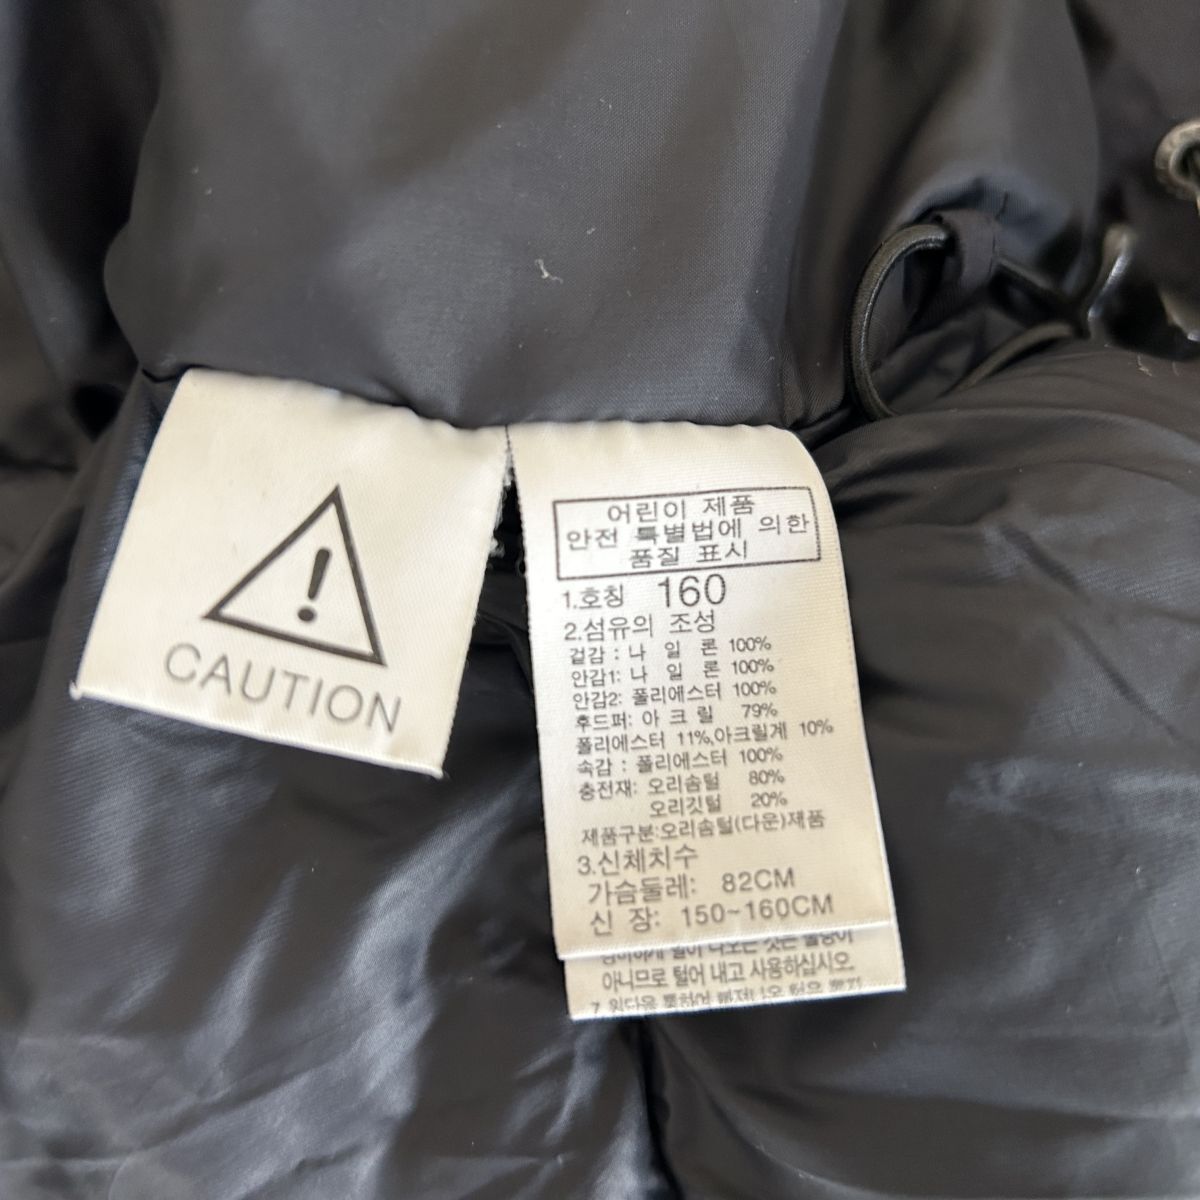 CAUTION
어린이 제품
안전 특별법에 의한
품질 표시
1.호칭 160
2.섬유의 조성
겉감 : 나 일 론 100%
안감1: 나 일 론 100%
안감2: 폴리에스터 100%
후드퍼: 아 크 릴 79%
폴리에스터 11%,아크릴계 10%
속감 : 폴리에스터 100%
충전재: 오리솜털 80%
오리깃털 20%
제품구분:오리솜털(다운)제품
3.신체치수
가슴둘레: 82CM
신 장: 150~160CM
아니므로 털어 내고 사용하십시오.